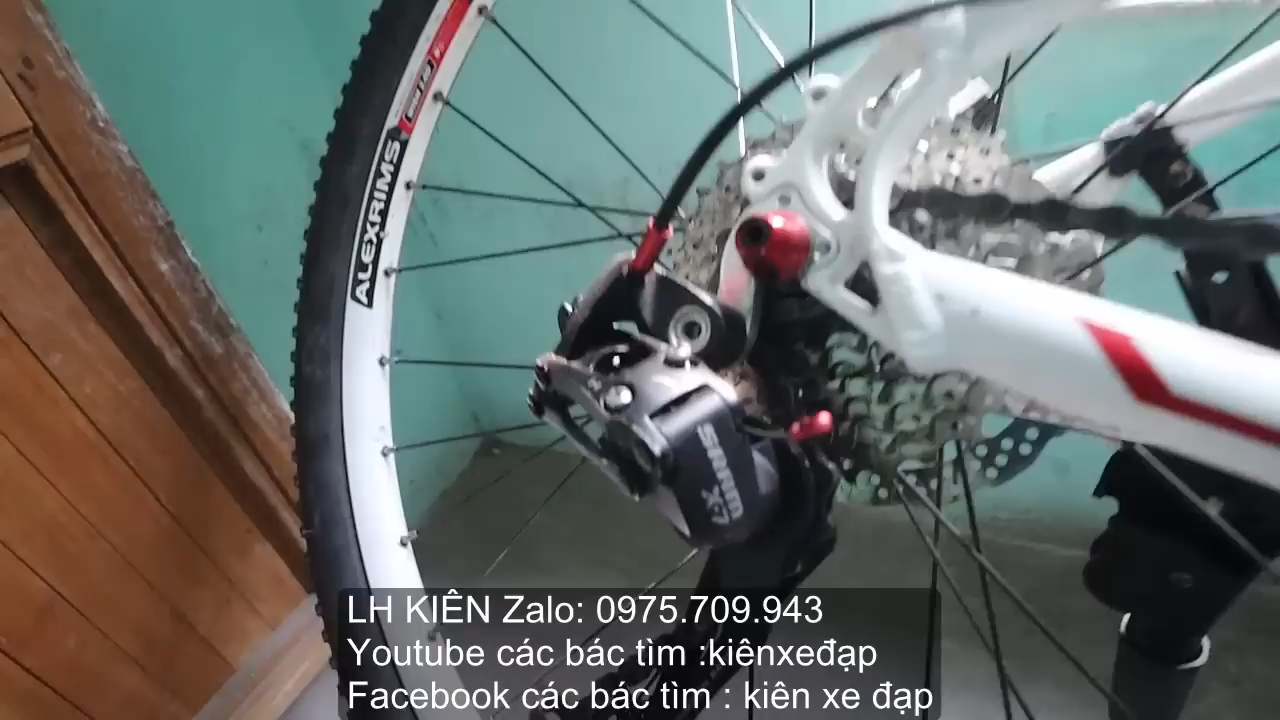 ALEXRIMS
SRAM
X-7
LH KIÊN Zalo: 0975.709.943
Youtube các bác tìm :kiênxeđạp
Facebook các bác tìm : kiên xe đạp